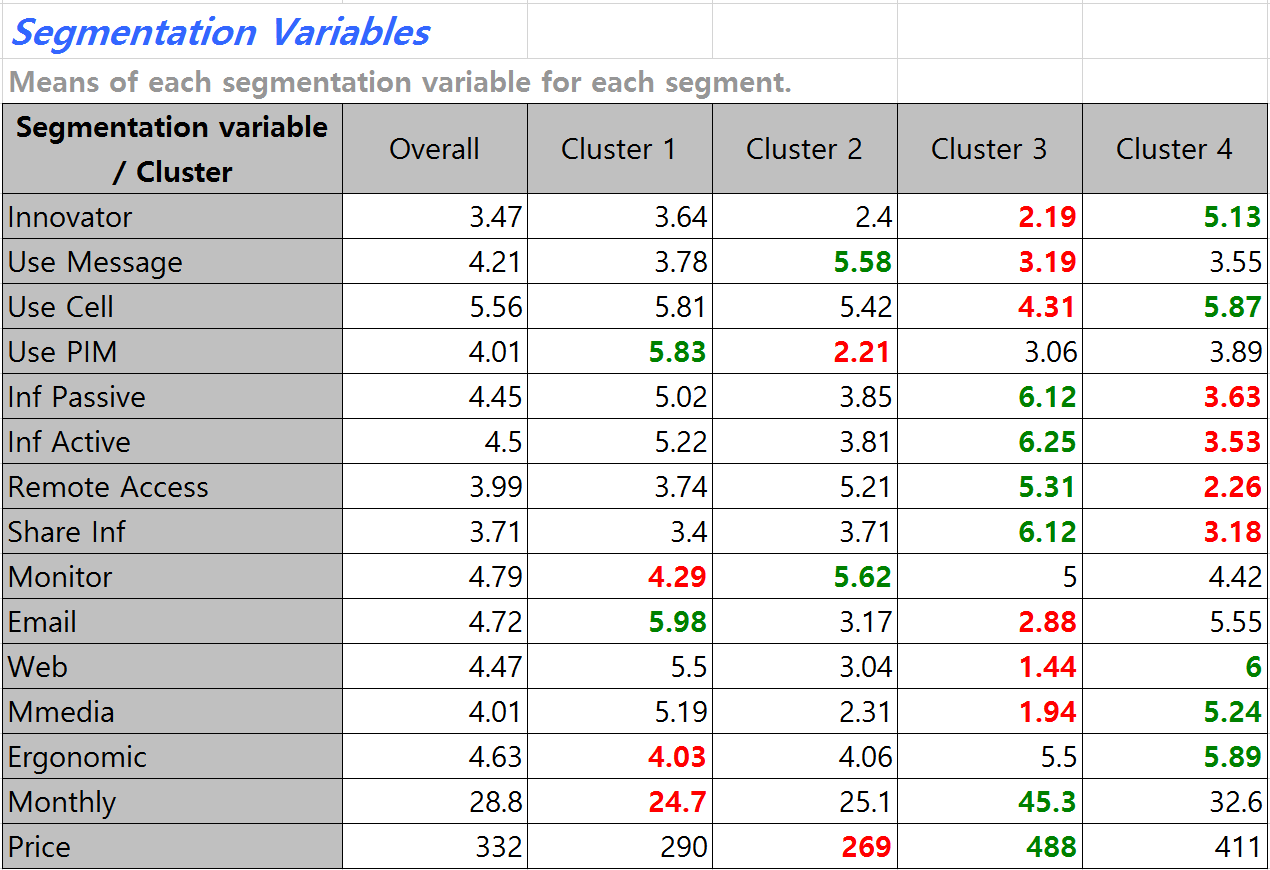 Segmentation Variables
Means of each segmentation variable for each segment.
Segmentation variable / Cluster Overall Cluster 1 Cluster 2 Cluster 3 Cluster 4
Innovator 3.47 3.64 2.4 2.19 5.13
Use Message 4.21 3.78 5.58 3.19 3.55
Use Cell 5.56 5.81 5.42 4.31 5.87
Use PIM 4.01 5.83 2.21 3.06 3.89
Inf Passive 4.45 5.02 3.85 6.12 3.63
Inf Active 4.5 5.22 3.81 6.25 3.53
Remote Access 3.99 3.74 5.21 5.31 2.26
Share Inf 3.71 3.4 3.71 6.12 3.18
Monitor 4.79 4.29 5.62 5 4.42
Email 4.72 5.98 3.17 2.88 5.55
Web 4.47 5.5 3.04 1.44 6
Mmedia 4.01 5.19 2.31 1.94 5.24
Ergonomic 4.63 4.03 4.06 5.5 5.89
Monthly 28.8 24.7 25.1 45.3 32.6
Price 332 290 269 488 411